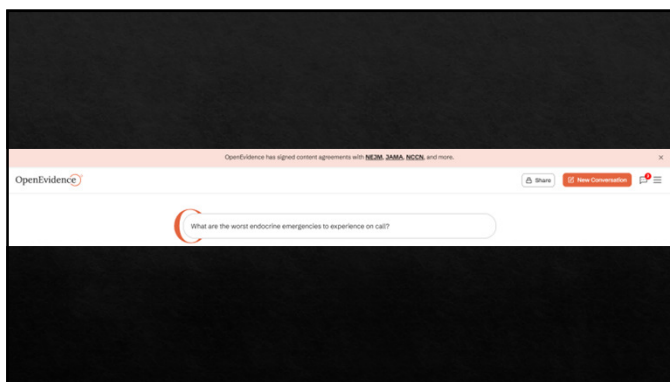 OpenEvidence has signed content agreements with NEJM, JAMA, NCCN, and more.
OpenEvidence
Share
New Conversation
What are the worst endocrine emergencies to experience on call?